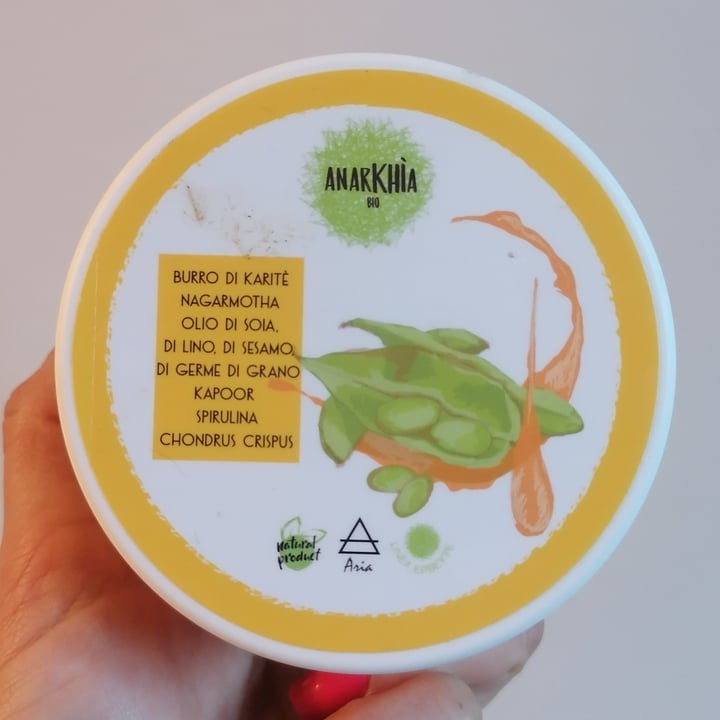 ANARKHÌA
BIO
BURRO DI KARITÈ
NAGARMOTHA
OLIO DI SOIA,
DI LINO, DI SESAMO,
DI GERME DI GRANO
KAPOOR
SPIRULINA
CHONDRUS CRISPUS
natural
product
Aria
LINEA